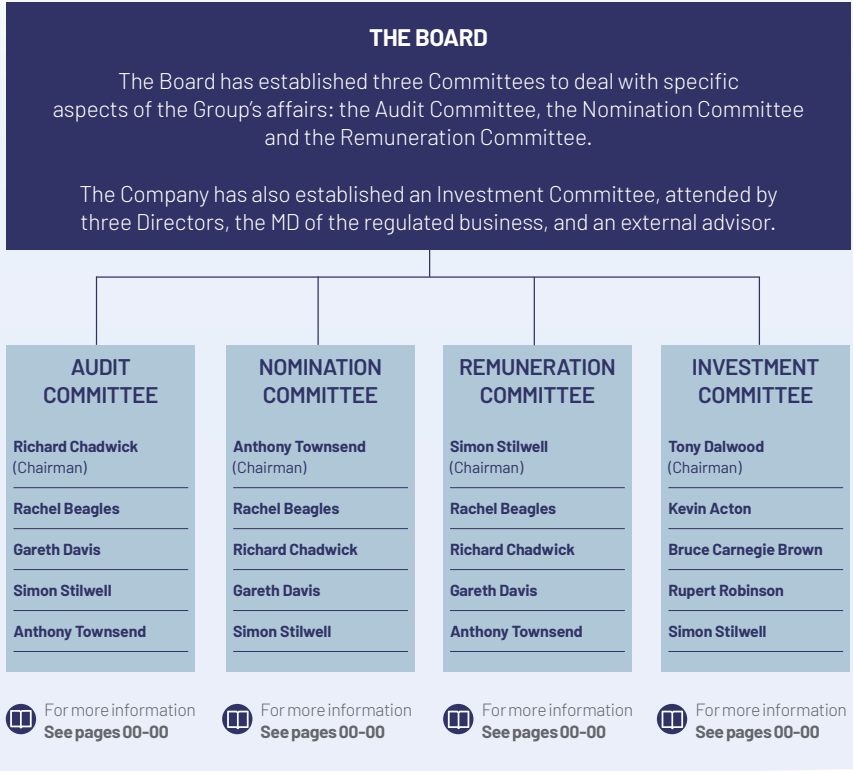 THE BOARD
The Board has established three Committees to deal with specific
aspects of the Group's affairs: the Audit Committee, the Nomination Committee
and the Remuneration Committee.
The Company has also established an Investment Committee, attended by
three Directors, the MD of the regulated business, and an external advisor.
AUDIT
COMMITTEE
Richard Chadwick
(Chairman)
Rachel Beagles
Gareth Davis
Simon Stilwell
Anthony Townsend
For more information
See pages 00-00
NOMINATION
COMMITTEE
Anthony Townsend
(Chairman)
Rachel Beagles
Richard Chadwick
Gareth Davis
Simon Stilwell
For more information
See pages 00-00
REMUNERATION
COMMITTEE
Simon Stilwell
(Chairman)
Rachel Beagles
Richard Chadwick
Gareth Davis
Anthony Townsend
For more information
See pages 00-00
INVESTMENT
COMMITTEE
Tony Dalwood
(Chairman)
Kevin Acton
Bruce Carnegie Brown
Rupert Robinson
Simon Stilwell
For more information
See pages 00-00